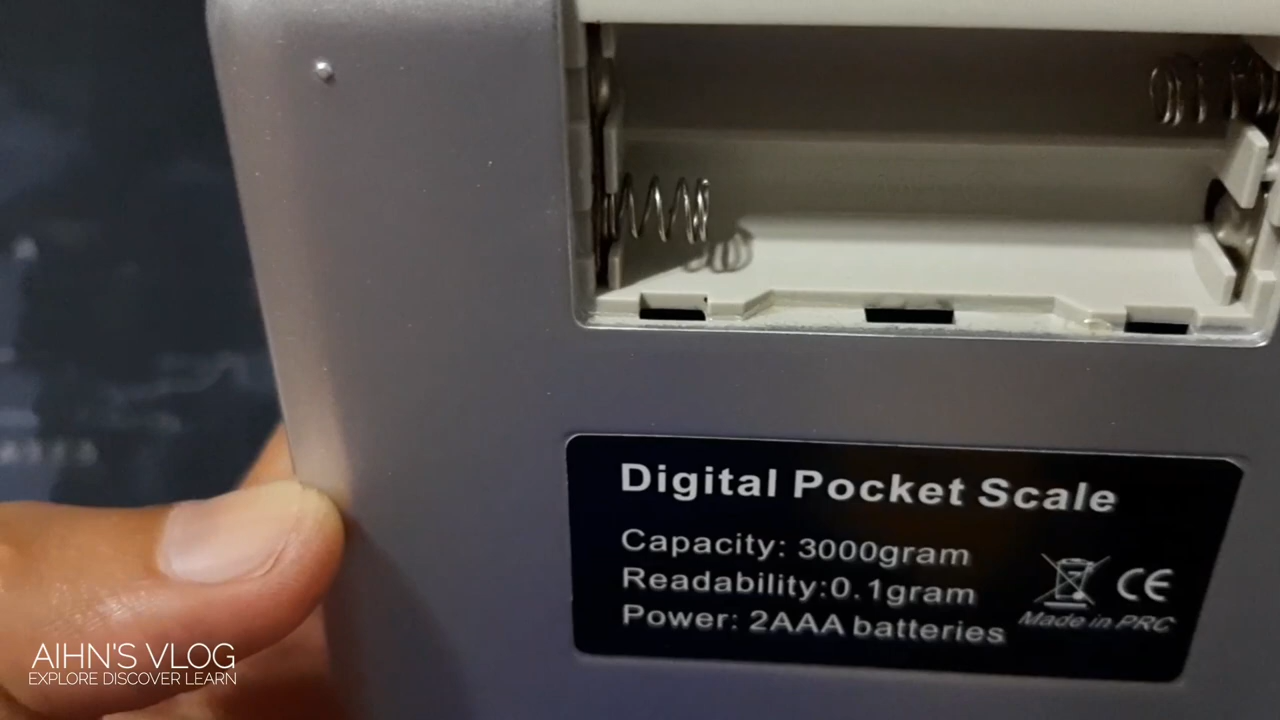 Digital Pocket Scale
Capacity: 3000gram
Readability:0.1gram
Power: 2AAA batteries
CE
Made in PRC
AIHN'S VLOG
EXPLORE DISCOVER LEARN